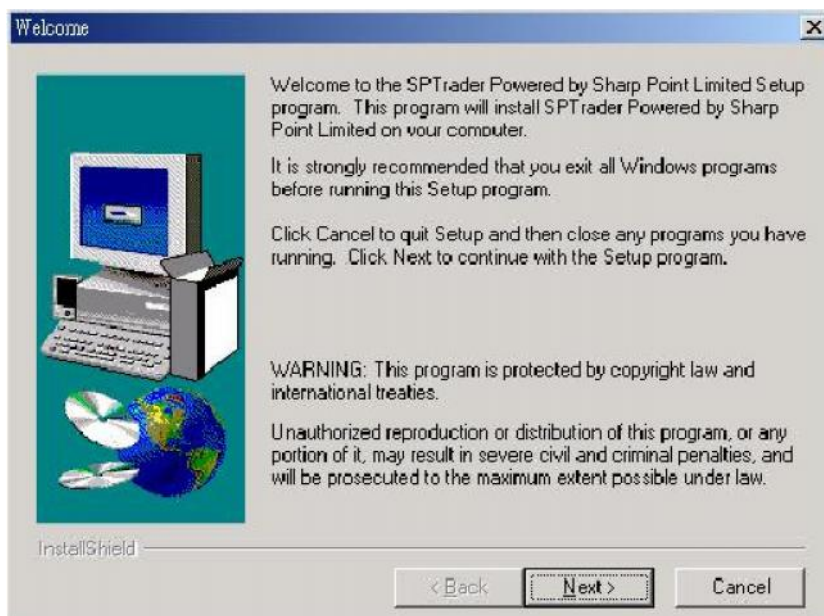 Welcome
Welcome to the SPTrader Powered by Sharp Point Limited Setup
program. This program will install SPTrader Powered by Sharp
Point Limited on your computer.
It is strongly recommended that you exit all Windows programs
before running this Setup program.
Click Cancel to quit Setup and then close any programs you have
running. Click Next to continue with the Setup program.
WARNING: This program is protected by copyright law and
international treaties.
Unauthorized reproduction or distribution of this program, or any
portion of it, may result in severe civil and criminal penalties, and
will be prosecuted to the maximum extent possible under law.
InstallShield
< Back
Next >
Cancel